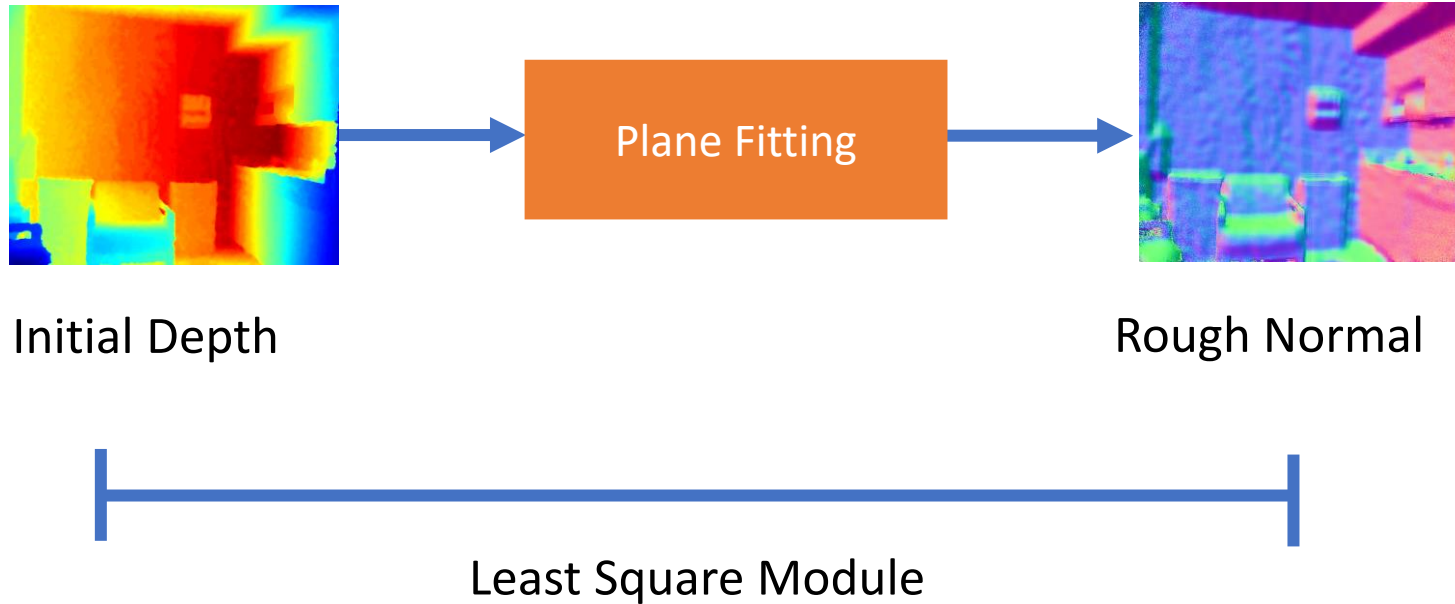 Plane Fitting
Initial Depth
Rough Normal
Least Square Module